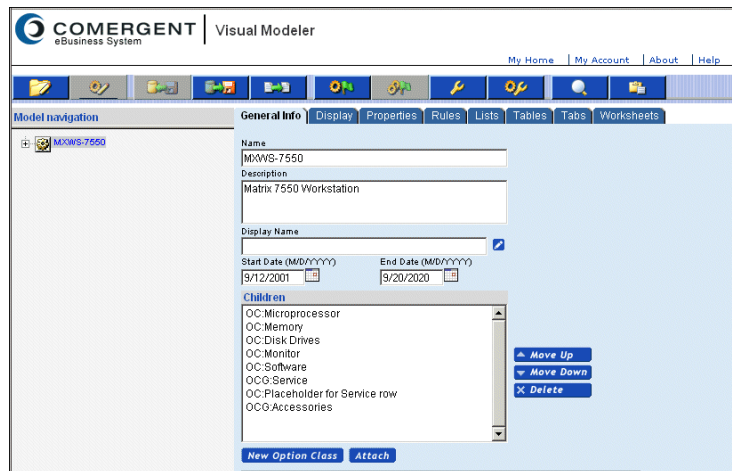 COMERGENT
eBusiness System
Visual Modeler
My Home | My Account | About | Help
Model navigation
General Info Display Properties Rules Lists Tables Tabs Worksheets
MXWS-7550
Name
MXWS-7550
Description
Matrix 7550 Workstation
Display Name
Start Date (M/D/YYYY) End Date (M/D/YYYY)
9/12/2001 9/20/2020
Children
OC:Microprocessor
OC:Memory
OC:Disk Drives
OC:Monitor
OC:Software
OCG:Service
OC:Placeholder for Service row
OCG:Accessories
Move Up
Move Down
Delete
New Option Class Attach